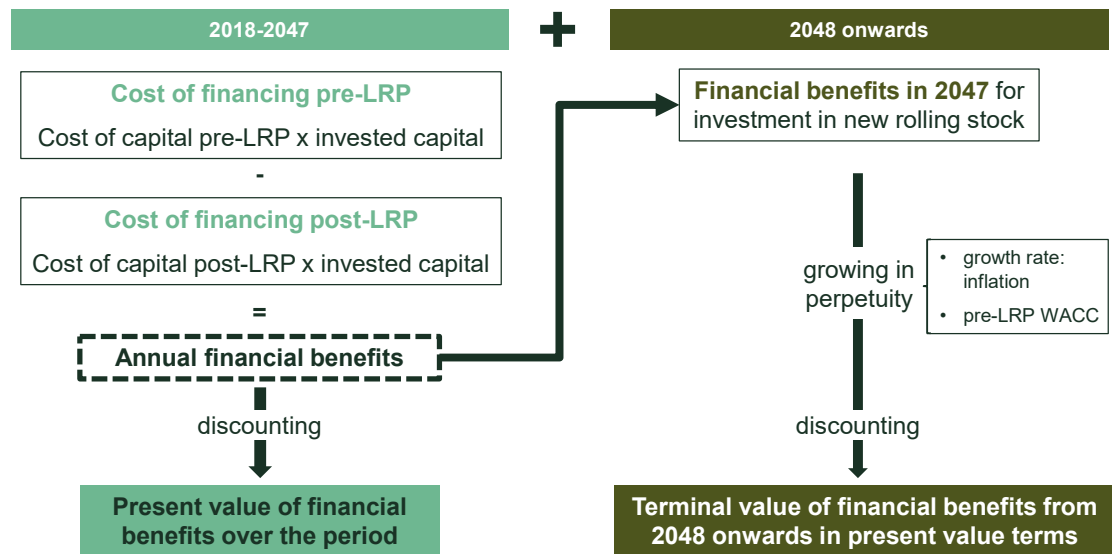 2018-2047
Cost of financing pre-LRP
Cost of capital pre-LRP x invested capital
-
Cost of financing post-LRP
Cost of capital post-LRP x invested capital
=
Annual financial benefits
discounting
Present value of financial
benefits over the period
+
2048 onwards
Financial benefits in 2047 for
investment in new rolling stock
growing in
perpetuity
• growth rate:
inflation
• pre-LRP WACC
discounting
Terminal value of financial benefits from
2048 onwards in present value terms